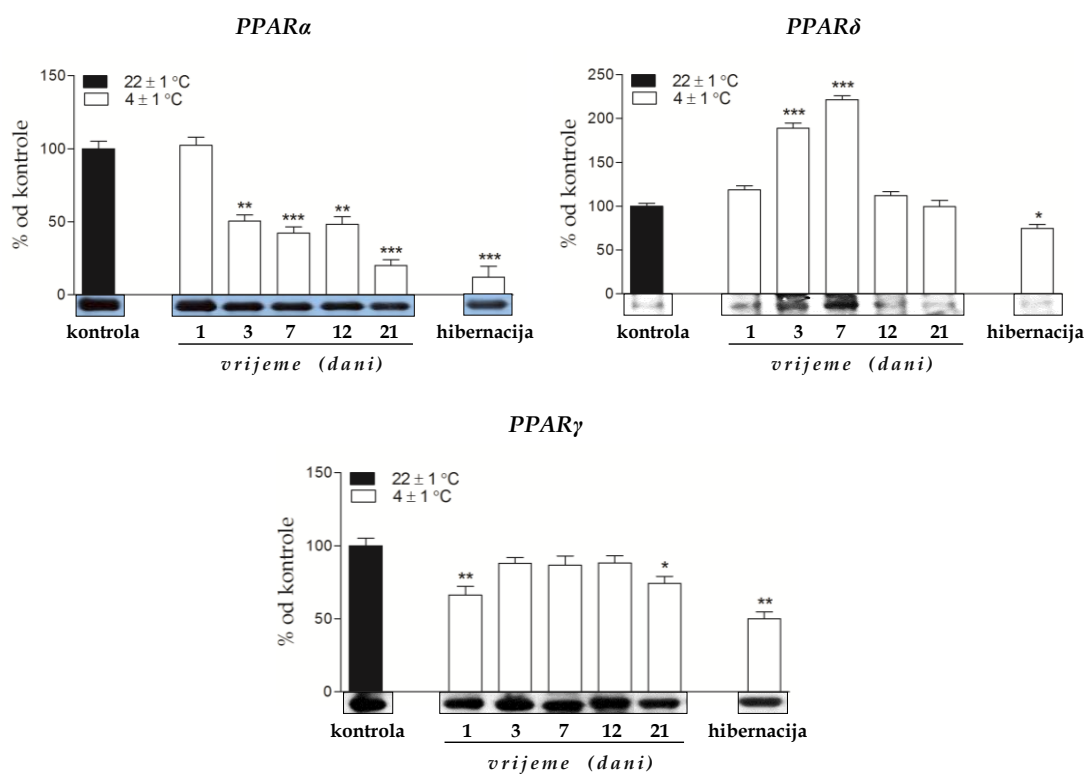 PPARα
% od kontrole
150
100
50
0
22 ± 1 °C
4 ± 1 °C
** *** ** *** ***
kontrola 1 3 7 12 21 hibernacija
vrijeme (dani)
PPARδ
% od kontrole
250
200
150
100
50
0
22 ± 1 °C
4 ± 1 °C
*** *** *
kontrola 1 3 7 12 21 hibernacija
vrijeme (dani)
PPARγ
% od kontrole
150
100
50
0
22 ± 1 °C
4 ± 1 °C
** * **
kontrola 1 3 7 12 21 hibernacija
vrijeme (dani)